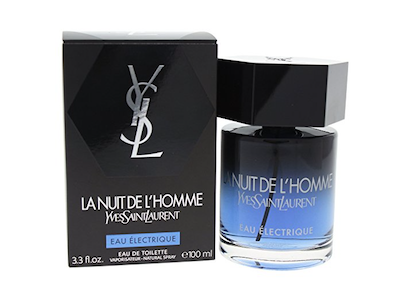 YSL
LA NUIT DE L'HOMME
YVESSAINTLAURENT
EAU ÉLECTRIQUE
EAU DE TOILETTE
VAPORISATEUR-NATURAL SPRAY
3.3 fl.oz. e100 ml
LA NUIT DE L'HOMME
YVESSAINTLAURENT
EAU ÉLECTRIQUE